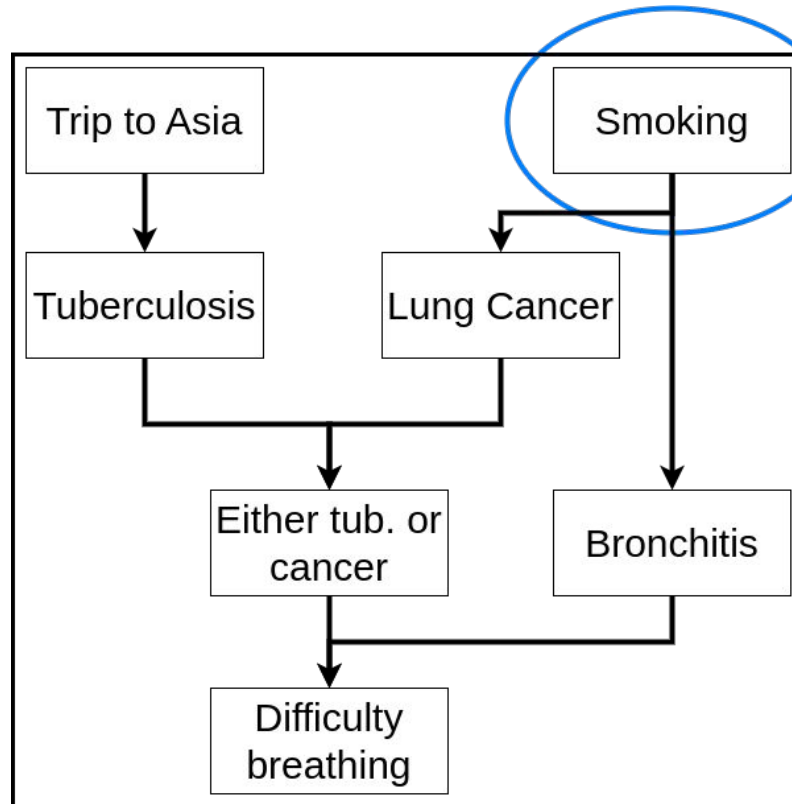 Trip to Asia
Smoking
Tuberculosis
Lung Cancer
Either tub. or
cancer
Bronchitis
Difficulty
breathing